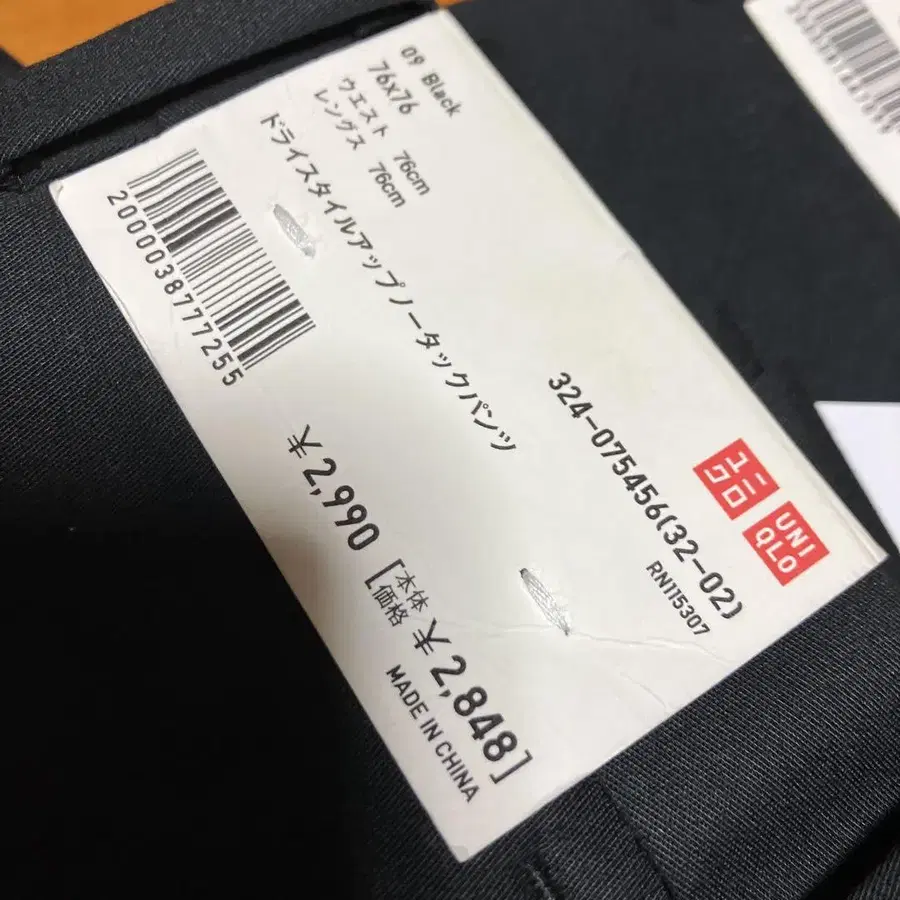 09 Black
76x76
ウエスト 76cm
レングス 76cm
ドライスタイルアップノータックパンツ
2000038777255
324-075456(32-02)
RN115307
ユニ
クロ
UNI
QLO
¥2,990 [本体価格 ¥2,848]
MADE IN CHINA